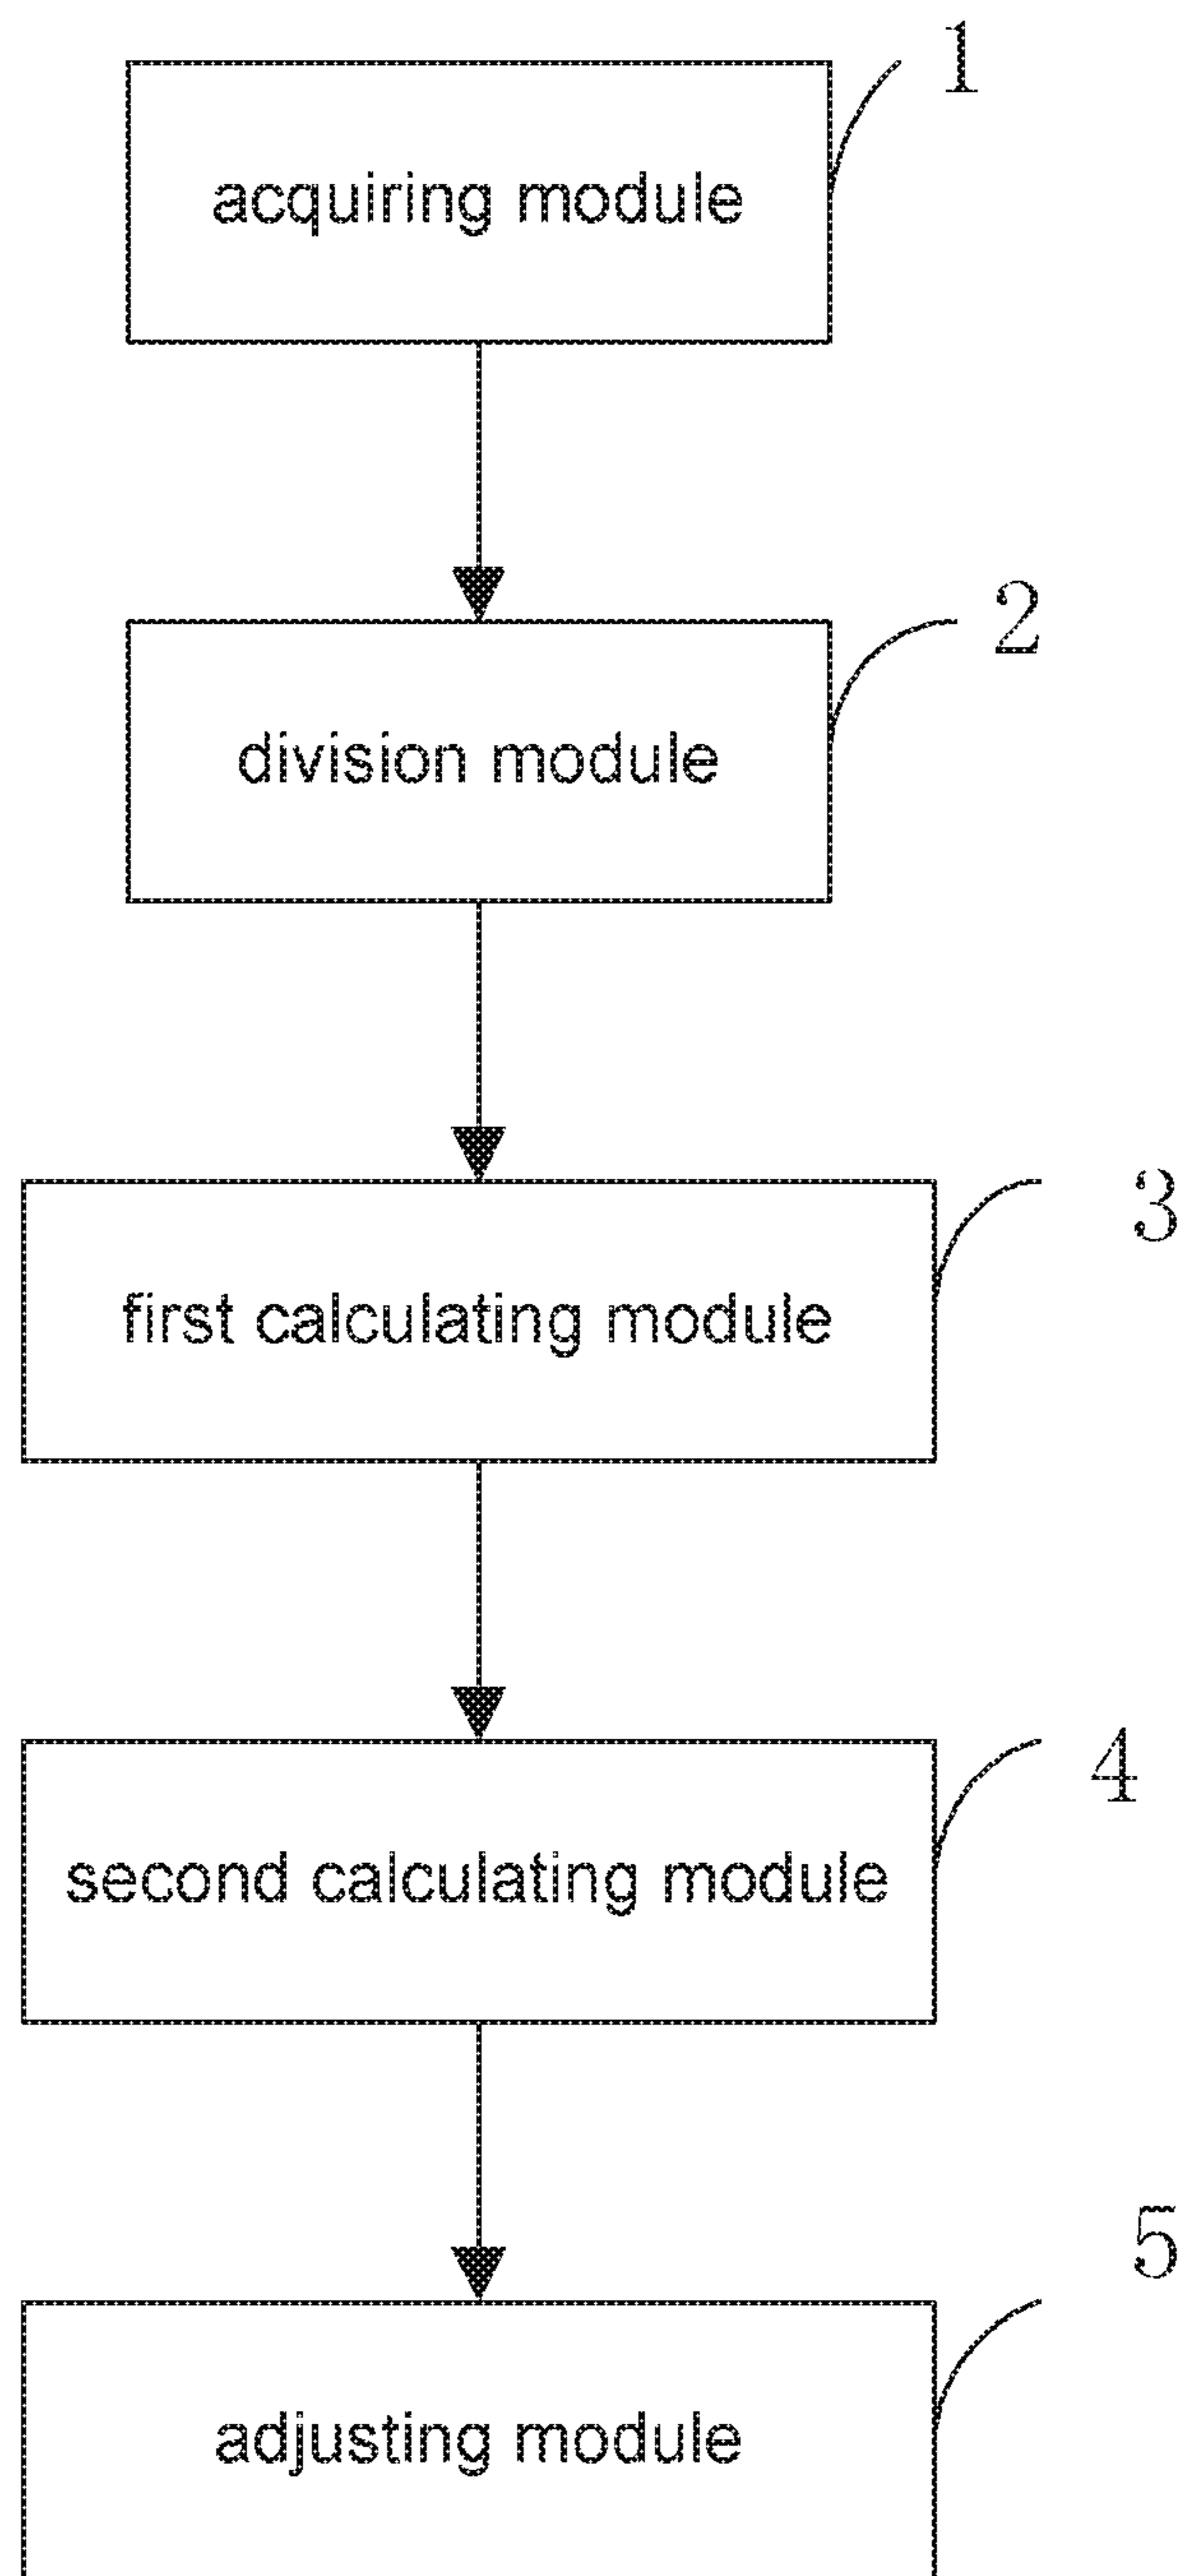 1
acquiring module
2
division module
3
first calculating module
4
second calculating module
5
adjusting module